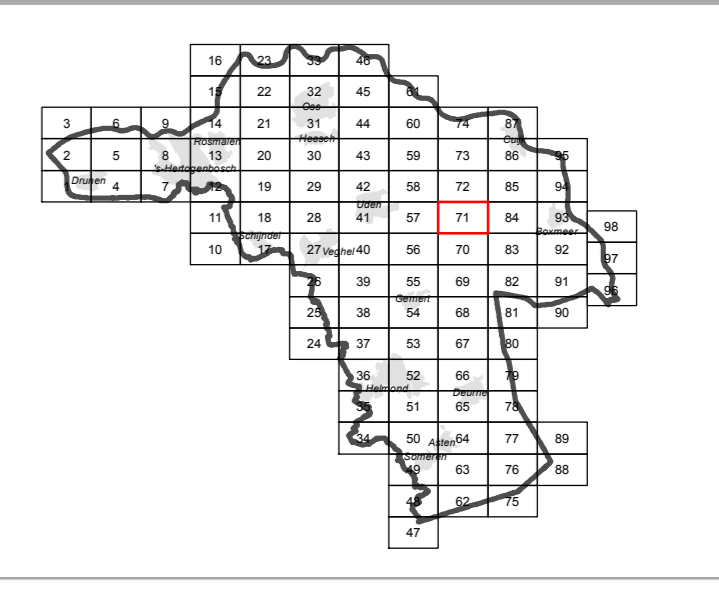 16 23 33 46
15 22 32 45 61
Oss
3 6 9 14 21 31 44 60 74 87
Rosmalen Heesch Cuijk
2 5 8 13 20 30 43 59 73 86 95
's-Hertogenbosch
Drunen
1 4 7 12 19 29 42 58 72 85 94
Uden
11 18 28 41 57 71 84 93 98
Schijndel Boxmeer
10 17 27 Veghel 40 56 70 83 92 97
26 39 55 69 82 91 96
Gemert
25 38 54 68 81 90
24 37 53 67 80
36 52 66 79
Helmond Deurne
35 51 65 78
34 50 Asten 64 77 89
Someren
49 63 76 88
48 62 75
47